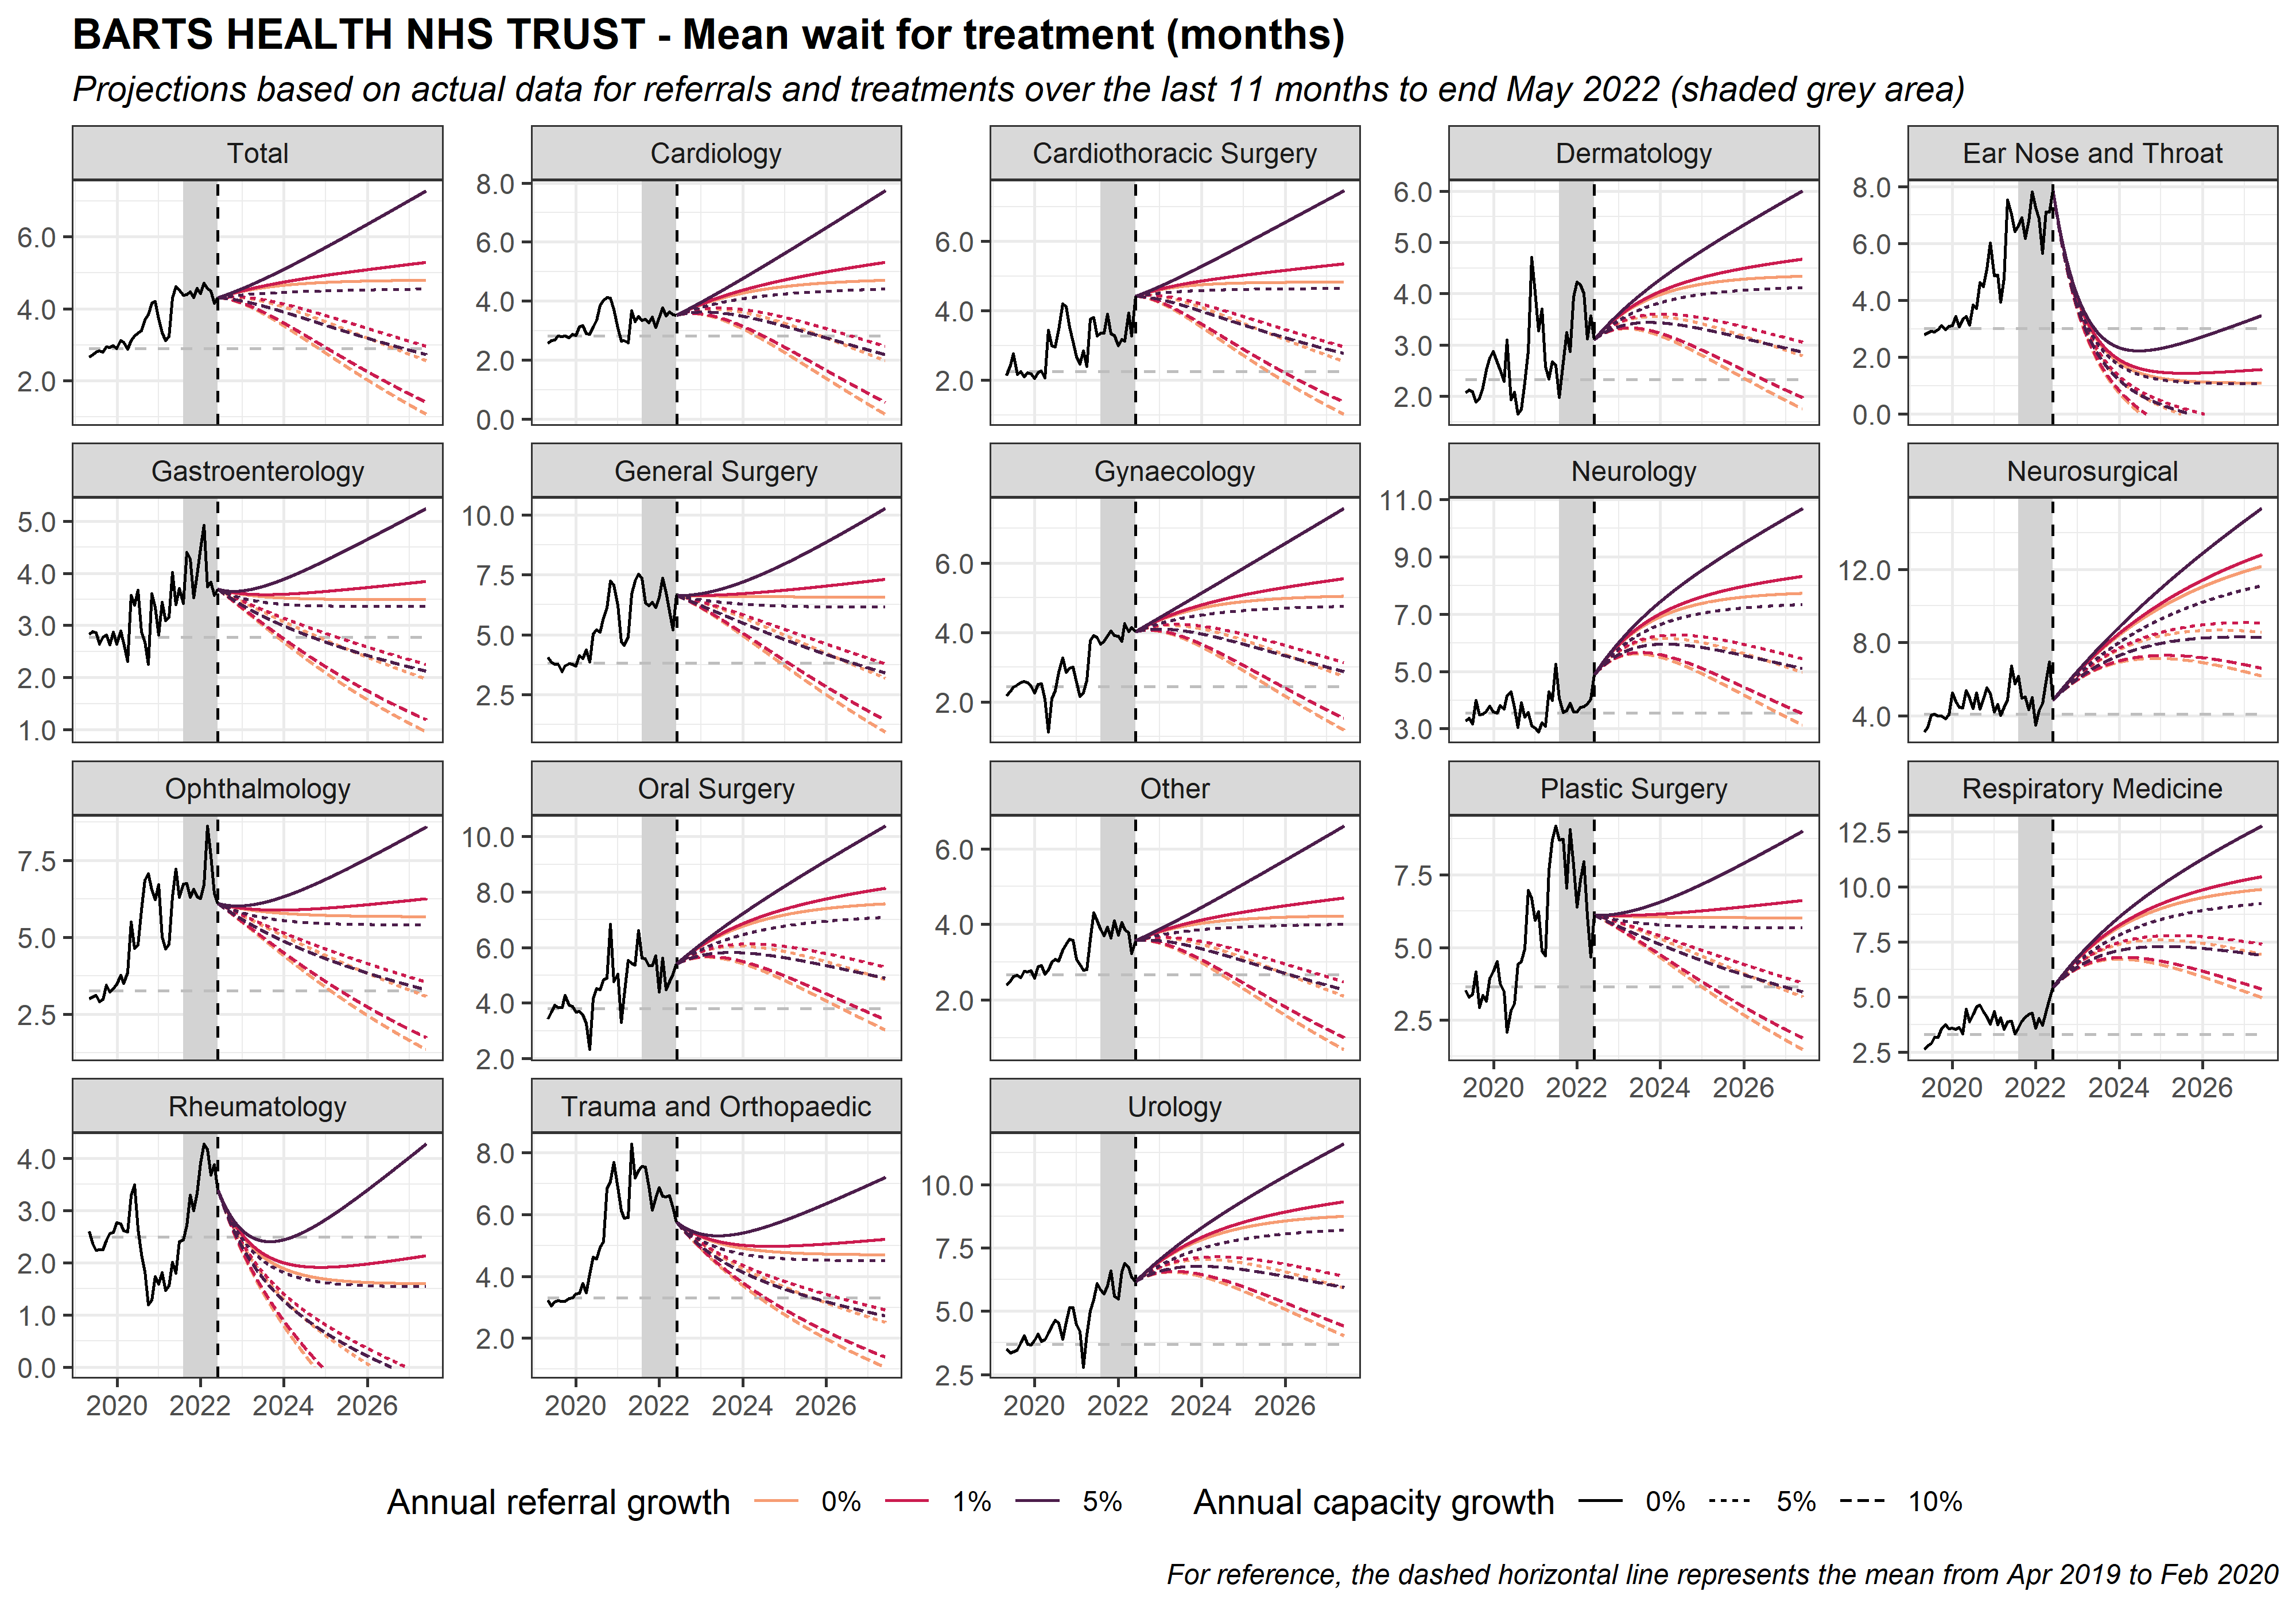 BARTS HEALTH NHS TRUST - Mean wait for treatment (months)
Projections based on actual data for referrals and treatments over the last 11 months to end May 2022 (shaded grey area)
Total
Cardiology
Cardiothoracic Surgery
Dermatology
Ear Nose and Throat
6.0
4.0
2.0
8.0
6.0
4.0
2.0
0.0
6.0
4.0
2.0
6.0
5.0
4.0
3.0
2.0
8.0
6.0
4.0
2.0
0.0
Gastroenterology
General Surgery
Gynaecology
Neurology
Neurosurgical
5.0
4.0
3.0
2.0
1.0
10.0
7.5
5.0
2.5
6.0
4.0
2.0
11.0
9.0
7.0
5.0
3.0
12.0
8.0
4.0
Ophthalmology
Oral Surgery
Other
Plastic Surgery
Respiratory Medicine
7.5
5.0
2.5
10.0
8.0
6.0
4.0
2.0
6.0
4.0
2.0
7.5
5.0
2.5
12.5
10.0
7.5
5.0
2.5
2020 2022 2024 2026
2020 2022 2024 2026
Rheumatology
Trauma and Orthopaedic
Urology
4.0
3.0
2.0
1.0
0.0
8.0
6.0
4.0
2.0
10.0
7.5
5.0
2.5
2020 2022 2024 2026
2020 2022 2024 2026
2020 2022 2024 2026
Annual referral growth 0% 1% 5% Annual capacity growth 0% 5% 10%
For reference, the dashed horizontal line represents the mean from Apr 2019 to Feb 2020